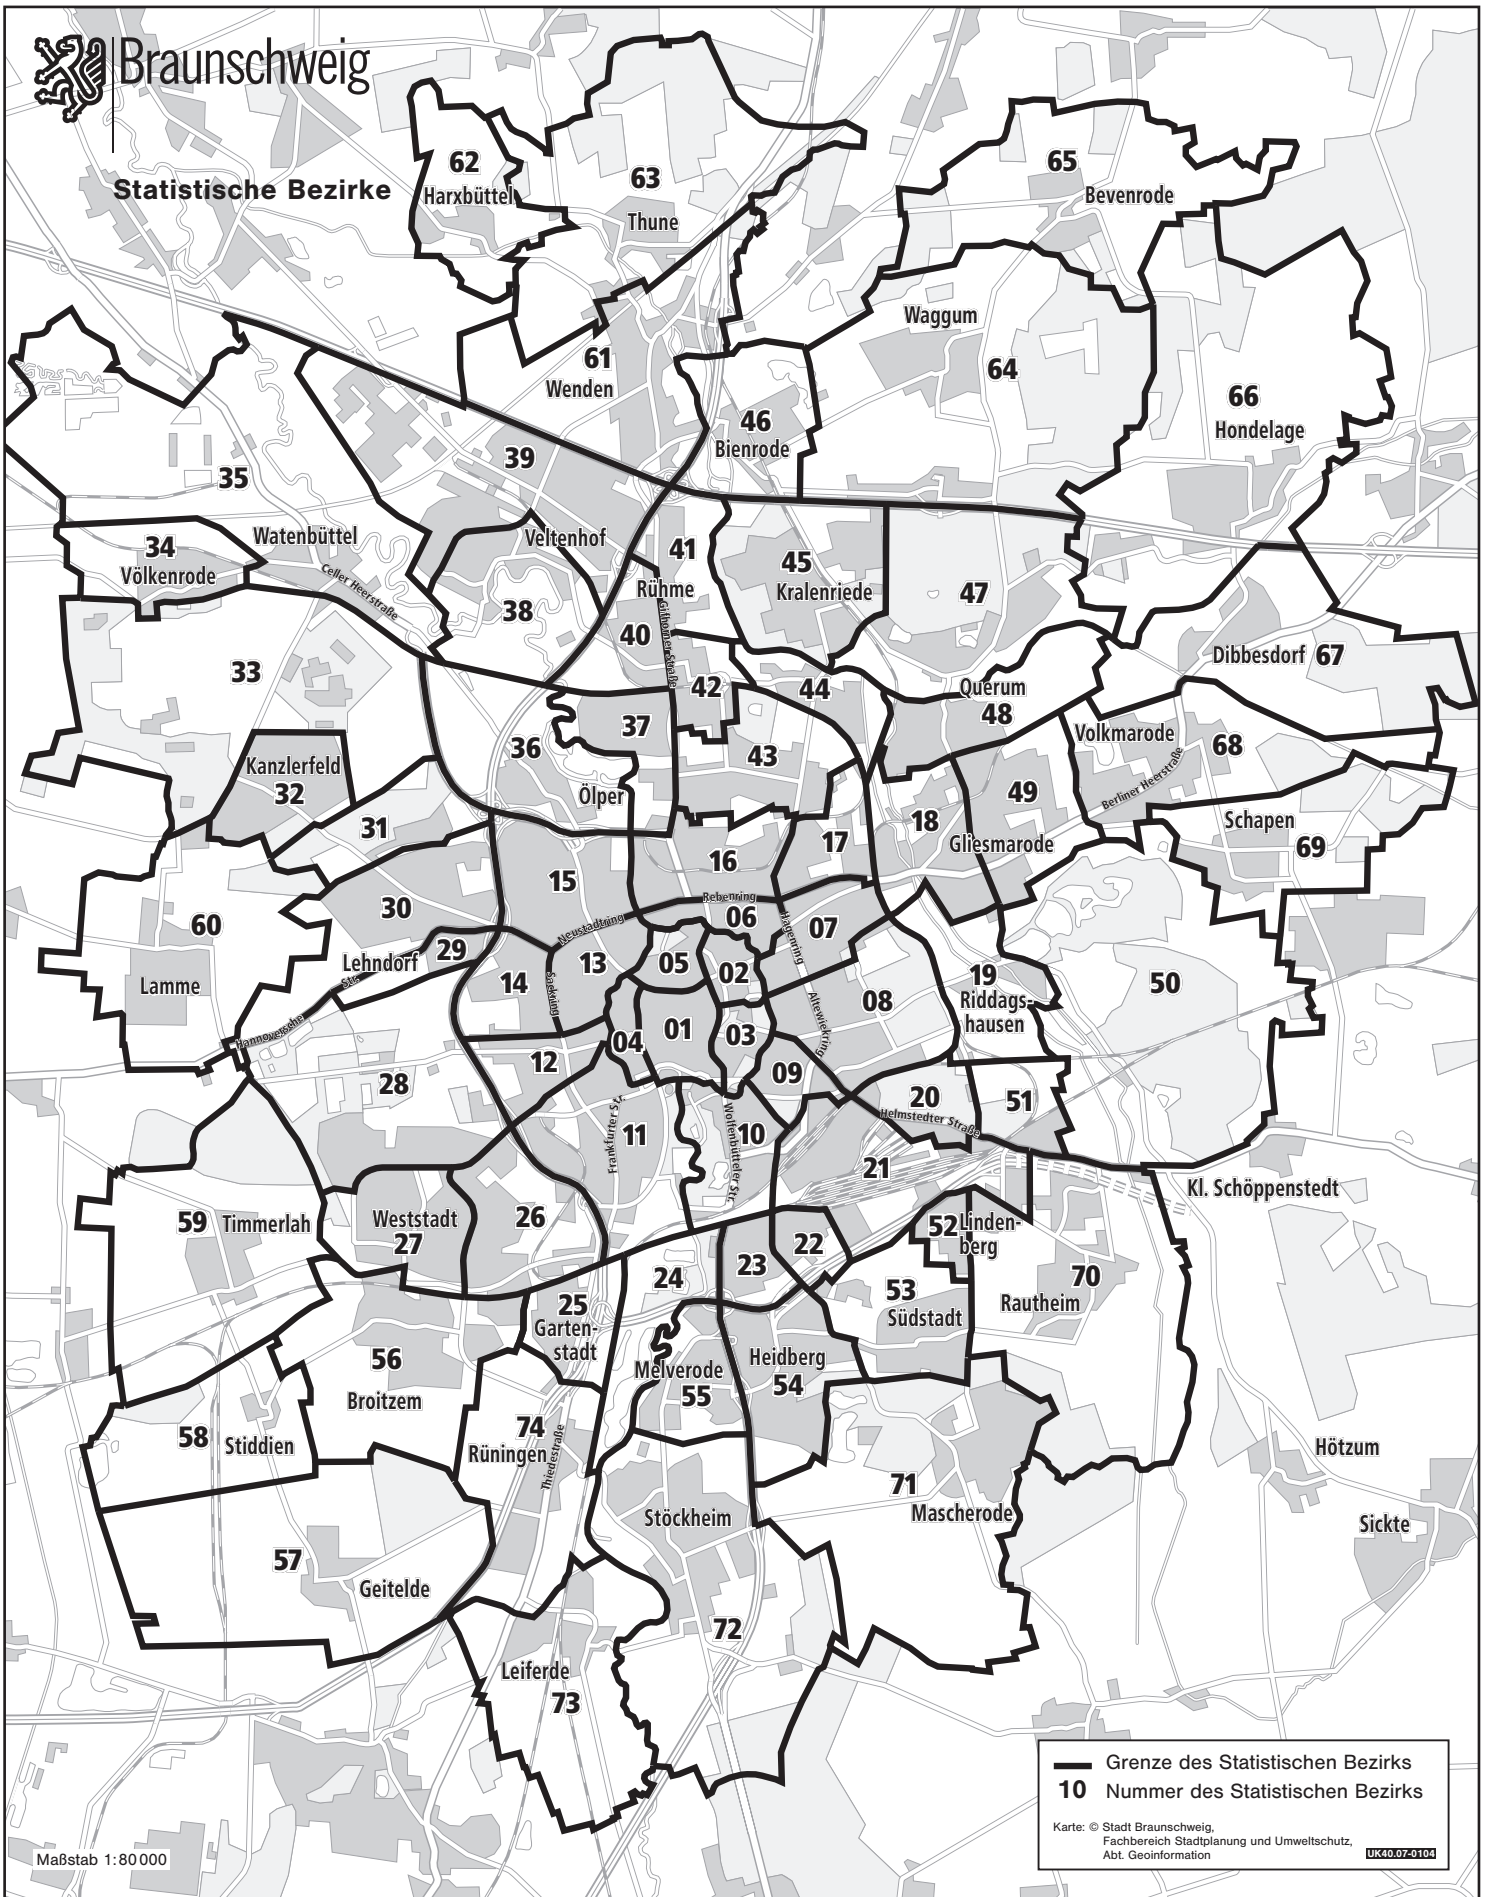 Braunschweig
Statistische Bezirke
62
Harxbüttel
63
Thune
65
Bevenrode
Waggum
64
61
Wenden
66
Hondelage
46
Bienrode
39
35
Watenbüttel
34
Völkenrode
Celler Heerstraße
Veltenhof
38
41
Rühme
40
Gifhorner Straße
45
Kralenriede
47
33
42
44
Querum
48
Dibbesdorf 67
37
36
43
Ölper
Kanzlerfeld
32
31
Volkmarode
68
Berliner Heerstraße
49
Gliesmarode
18
17
Schapen
69
16
15
Rebenring
06
Neustadtring
30
60
Lamme
Hagenring
07
29
Lehndorf
Hannoversche
Str.
13
05
02
14
Sackring
08
19
Riddags-
hausen
50
Altewiekring
01
04
03
12
28
09
20
51
Helmstedter Straße
11
Frankfurter Str.
10
Wolfenbütteler Str.
21
Kl. Schöppenstedt
59
Timmerlah
Weststadt
27
26
52
Linden-
berg
22
23
24
70
Rautheim
53
Südstadt
25
Garten-
stadt
56
Broitzem
Melverode
55
Heidberg
54
58
Stiddien
74
Rüningen
Thiedestraße
71
Mascherode
Hötzum
Stöckheim
Sickte
57
Geitelde
72
Leiferde
73
Grenze des Statistischen Bezirks
10 Nummer des Statistischen Bezirks
Karte: © Stadt Braunschweig,
Fachbereich Stadtplanung und Umweltschutz,
Abt. Geoinformation
UK40.07-0104
Maßstab 1:80000